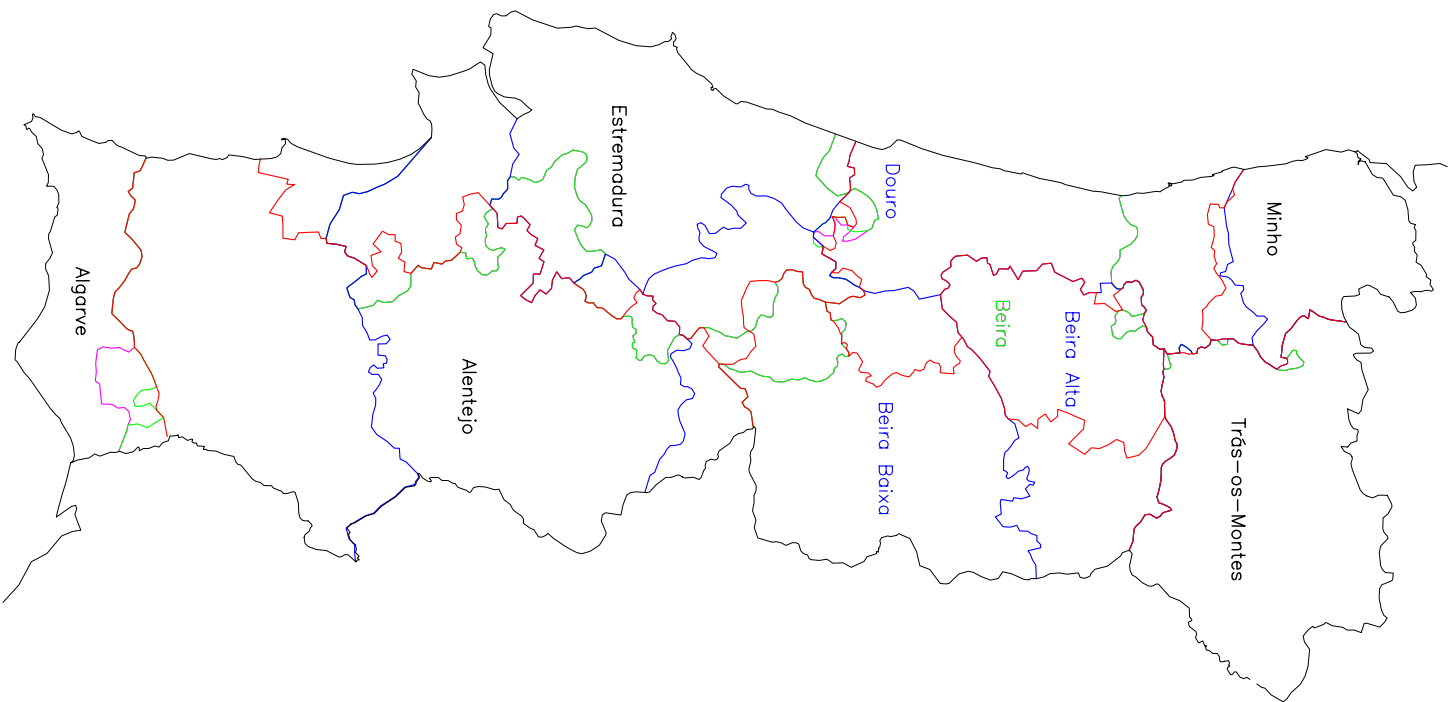 Minho
Trás-os-Montes
Douro
Beira Alta
Beira
Beira Baixa
Estremadura
Alentejo
Algarve